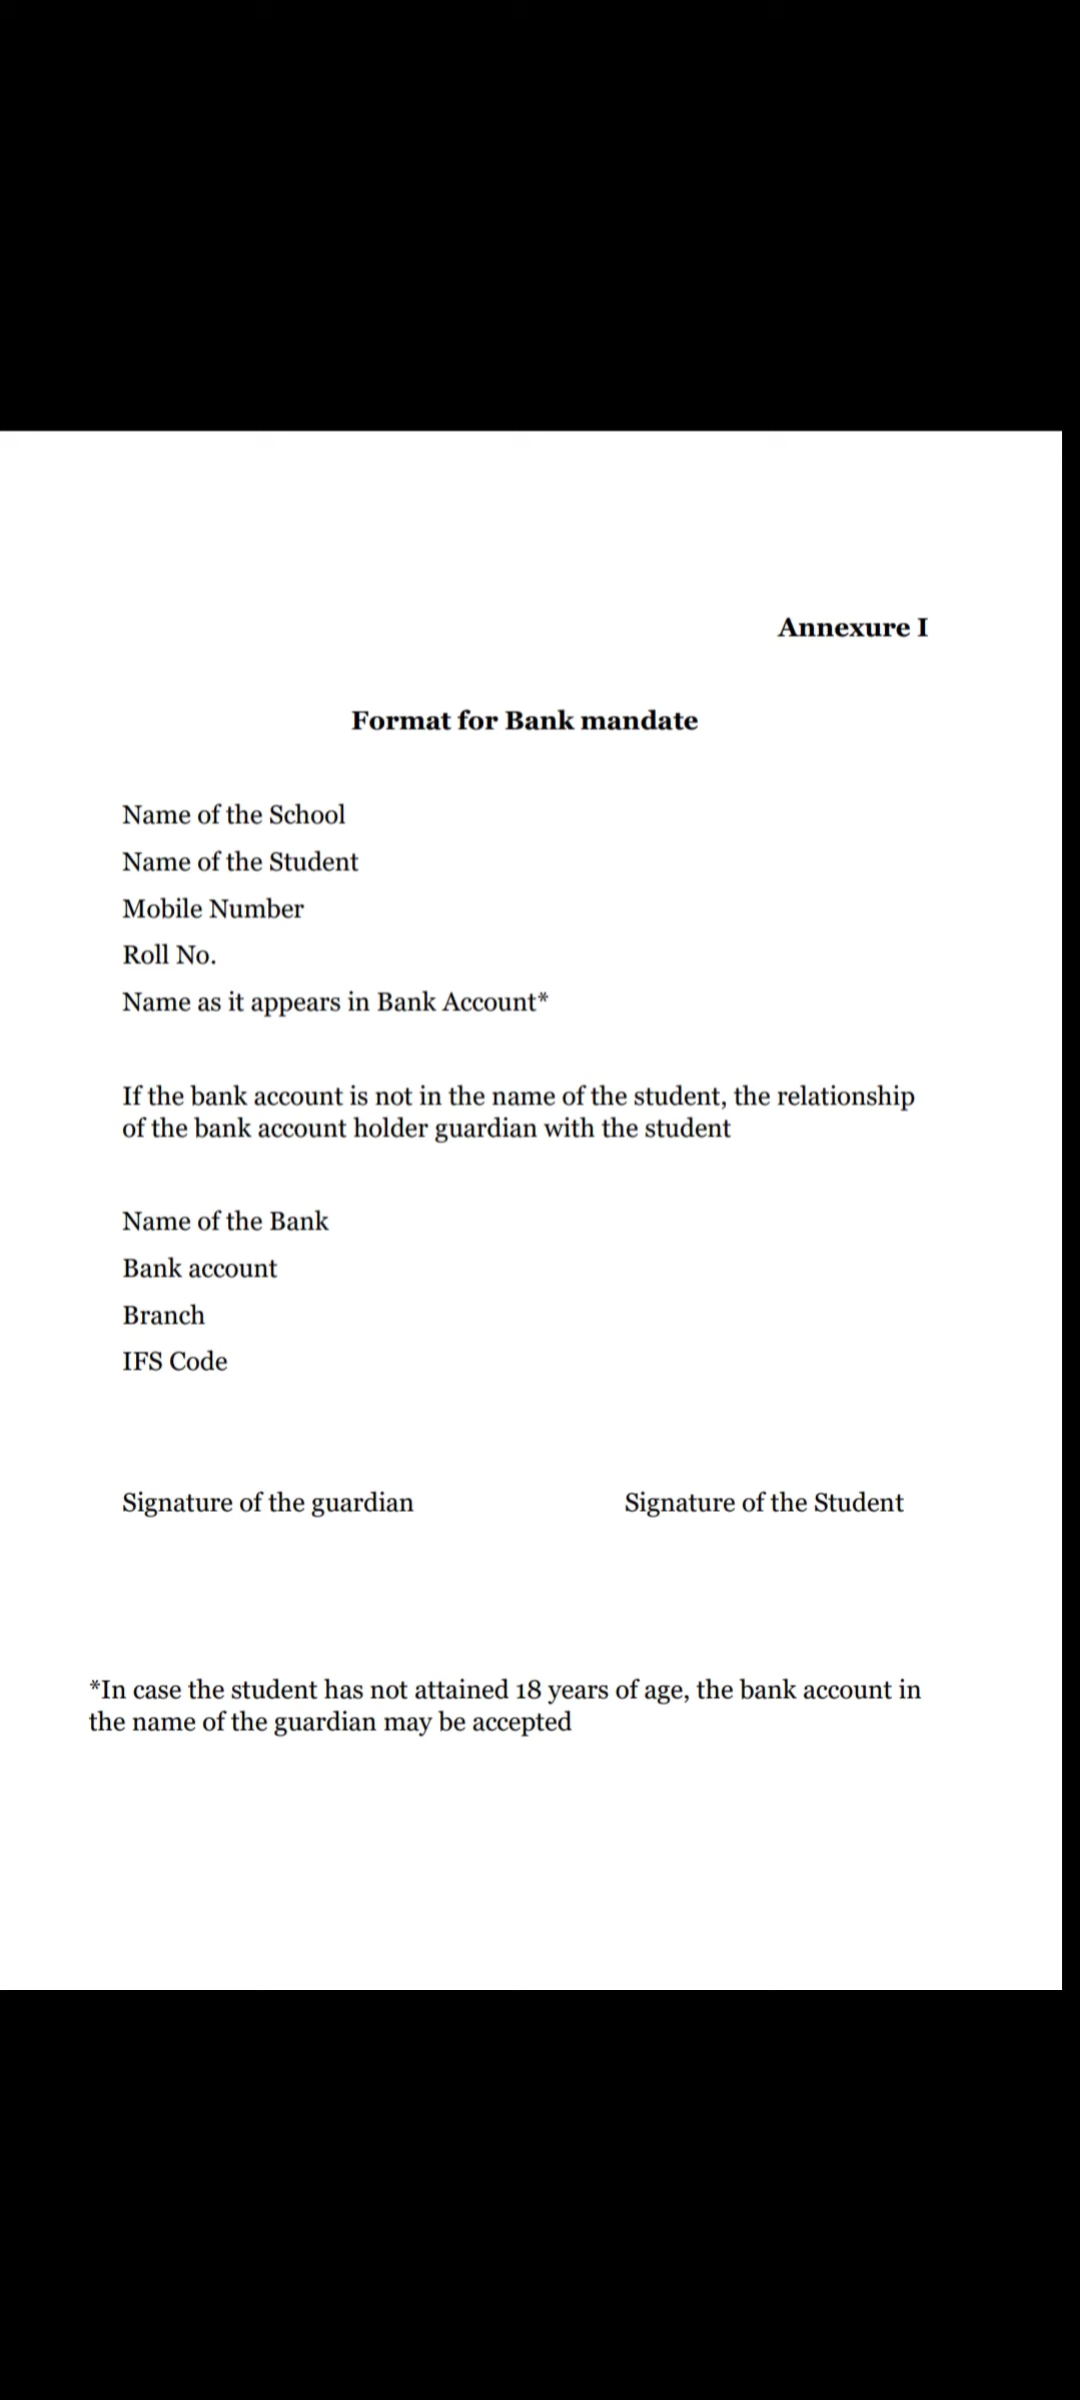 Annexure I
Format for Bank mandate
Name of the School
Name of the Student
Mobile Number
Roll No.
Name as it appears in Bank Account*
If the bank account is not in the name of the student, the relationship
of the bank account holder guardian with the student
Name of the Bank
Bank account
Branch
IFS Code
Signature of the guardian Signature of the Student
*In case the student has not attained 18 years of age, the bank account in
the name of the guardian may be accepted